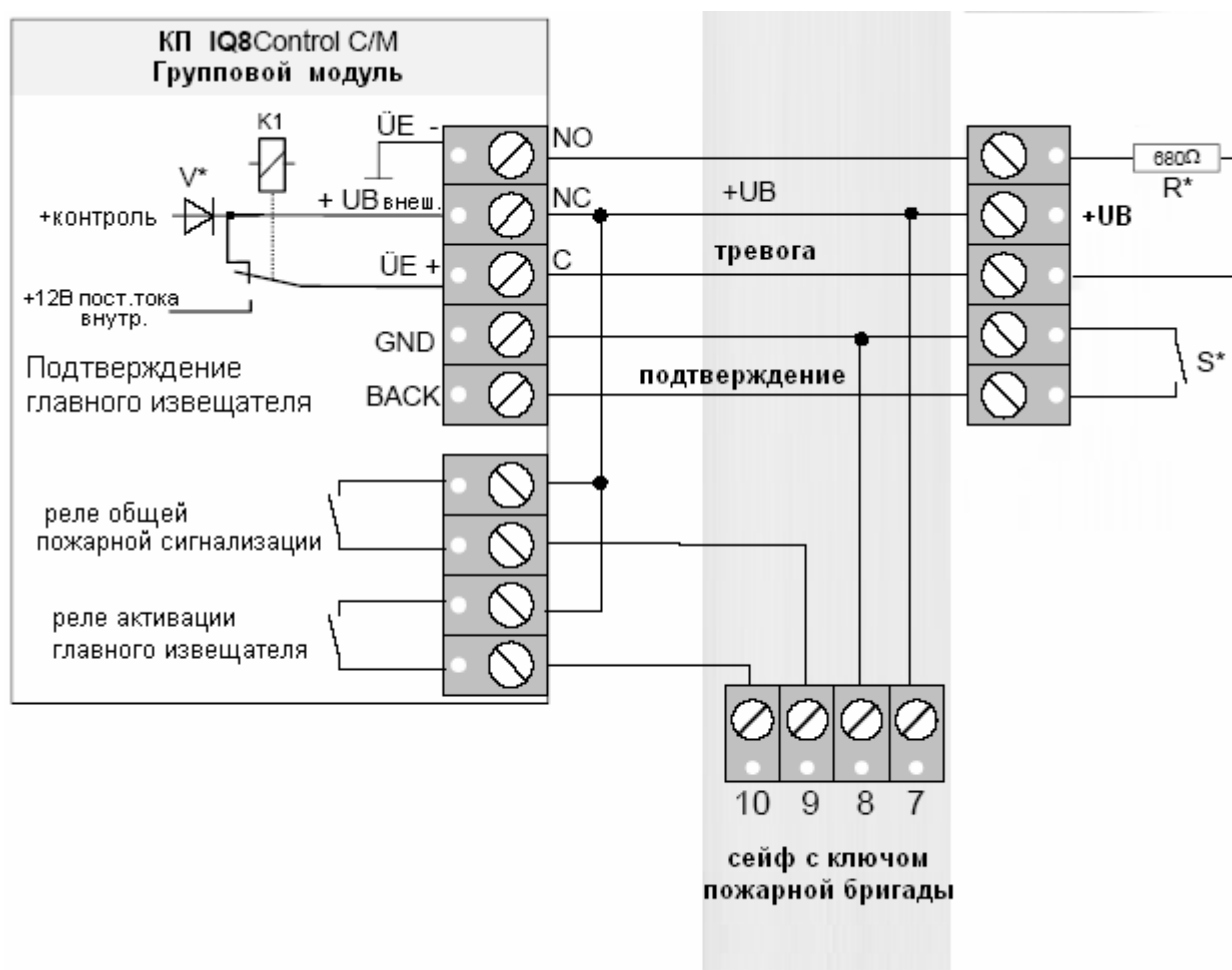 КП IQ8Control C/M
Групповой модуль
K1
ÜE -
NO
V*
+ UB внеш.
NC
+UB
680Ω
R*
+контроль
+UB
ÜE +
C
тревога
+12В пост.тока
внутр.
GND
S*
Подтверждение
главного извещателя
BACK
подтверждение
реле общей
пожарной сигнализации
реле активации
главного извещателя
10 9 8 7
сейф с ключом
пожарной бригады